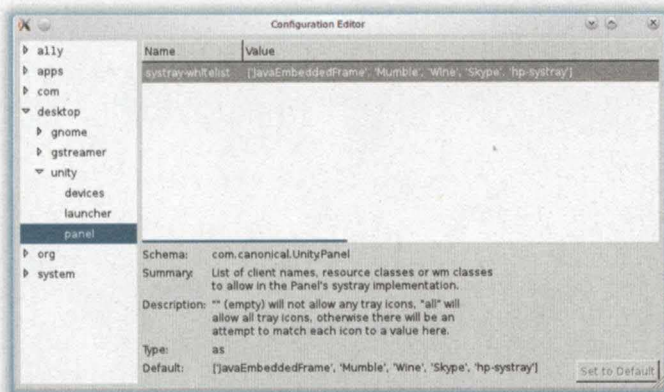 Configuration Editor
a11y
apps
com
desktop
gnome
gstreamer
unity
devices
launcher
panel
org
system
Name Value
systray-whitelist ['JavaEmbeddedFrame', 'Mumble', 'Wine', 'Skype', 'hp-systray']
Schema: com.canonical.Unity.Panel
Summary: List of client names, resource classes or wm classes
to allow in the Panel's systray implementation.
Description: "" (empty) will not allow any tray icons, "all" will
allow all tray icons, otherwise there will be an
attempt to match each icon to a value here.
Type: as
Default: ['JavaEmbeddedFrame', 'Mumble', 'Wine', 'Skype', 'hp-systray']
Set to Default